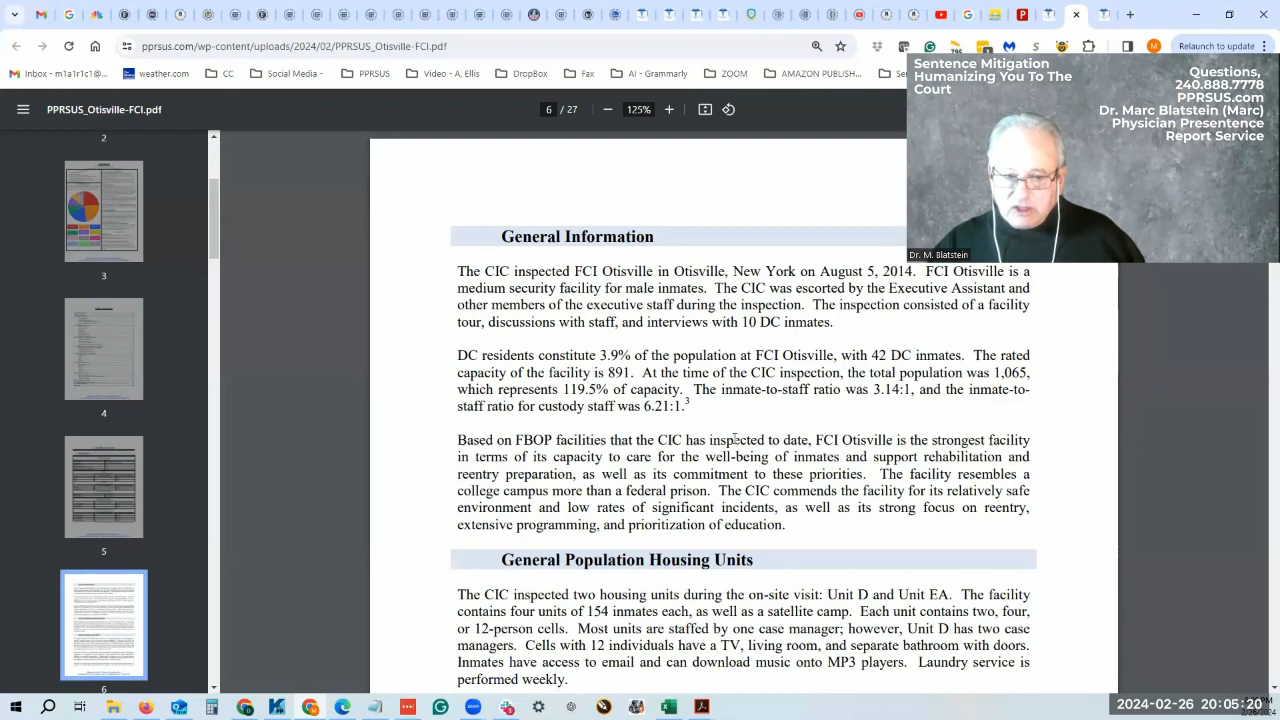 pprsus.com/wp-content/uploads/2024/02/PPRSUS_Otisville-FCI.pdf
Relaunch to update
Inbox - m1a1r1c1@...
weather.com
CC
PPRSUS
Video - A, Ellis
DropBox
Fax
AI - Grammarly
ZOOM
AMAZON PUBLISH...
PPRSUS_Otisville-FCI.pdf
6 / 27
125%
Sentence Mitigation
Humanizing You To The
Court
Questions,
240.888.7778
PPRSUS.com
Dr. Marc Blatstein (Marc)
Physician Presentence
Report Service
Dr. M. Blatstein
2
3
4
5
6
General Information
The CIC inspected FCI Otisville in Otisville, New York on August 5, 2014. FCI Otisville is a
medium security facility for male inmates. The CIC was escorted by the Executive Assistant and
other members of the executive staff during the inspection. The inspection consisted of a facility
tour, discussions with staff, and interviews with 10 DC inmates.
DC residents constitute 3.9% of the population at FCI Otisville, with 42 DC inmates. The rated
capacity of the facility is 891. At the time of the CIC inspection, the total population was 1,065,
which represents 119.5% of capacity. The inmate-to-staff ratio was 3.14:1, and the inmate-to-
staff ratio for custody staff was 6.21:1.3
Based on FBOP facilities that the CIC has inspected to date, FCI Otisville is the strongest facility
in terms of its capacity to care for the well-being of inmates and support rehabilitation and
reentry preparation, as well as its commitment to these priorities. The facility resembles a
college campus more than a federal prison. The CIC commends the facility for its relatively safe
environment and low rates of significant incidents, as well as its strong focus on reentry,
extensive programming, and prioritization of education.
General Population Housing Units
The CIC inspected two housing units during the on-site visit: Unit D and Unit EA. The facility
contains tiers of 154 inmates each, as well as a satellite camp. Each unit contains two, four,
or 12-person cells. Most units are staffed by one case manager; however, Unit D has two case
managers. Cells with 12 individuals have a TV, living room, and separate bathroom with doors.
Inmates have access to email and can download music onto MP3 players. Laundry service is
performed weekly.
2024-02-26 20:05:20